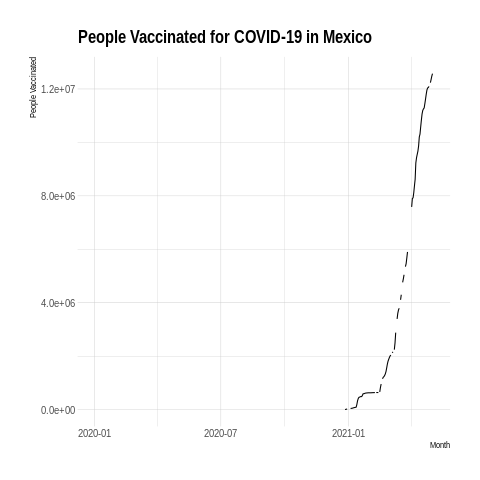 People Vaccinated for COVID-19 in Mexico
People Vaccinated
1.2e+07
8.0e+06
4.0e+06
0.0e+00
2020-01
2020-07
2021-01
Month